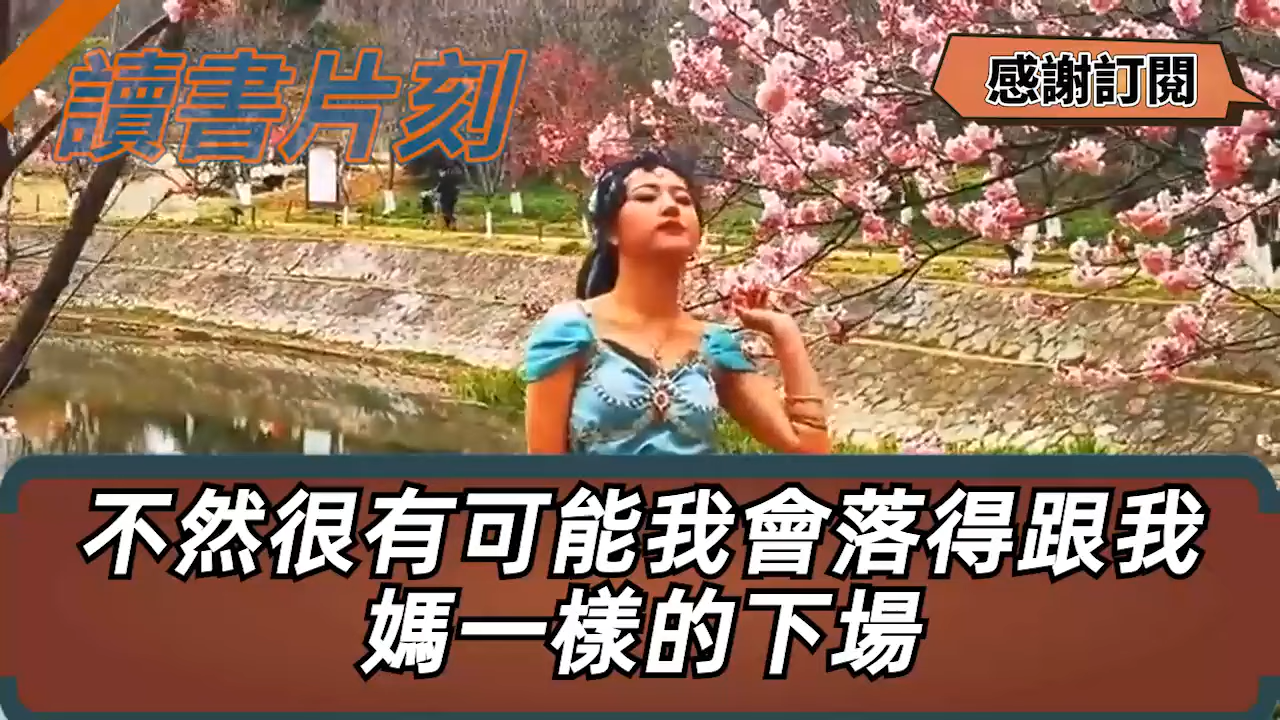 讀書片刻
感謝訂閱
不然很有可能我會落得跟我
媽一樣的下場